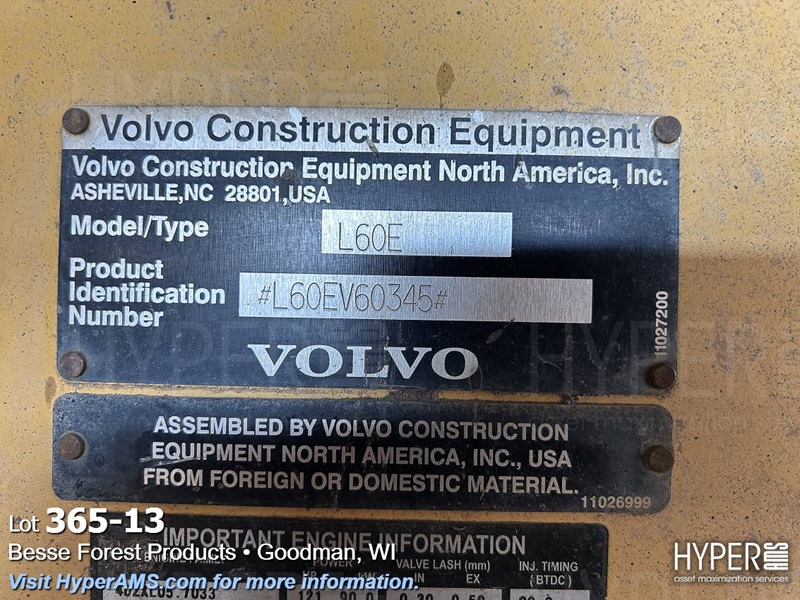 Volvo Construction Equipment
Volvo Construction Equipment North America, Inc.
ASHEVILLE,NC 28801,USA
Model/Type L60E
Product
Identification #L60EV60345#
Number
11027200
VOLVO
ASSEMBLED BY VOLVO CONSTRUCTION
EQUIPMENT NORTH AMERICA, INC., USA
FROM FOREIGN OR DOMESTIC MATERIAL.
11026999
IMPORTANT ENGINE INFORMATION
POWER VALVE LASH (mm) INJ. TIMING
IN EX (BTDC)
Lot 365-13
Besse Forest Products • Goodman, WI
Visit HyperAMS.com for more information.
HYPER AMS
asset maximization services